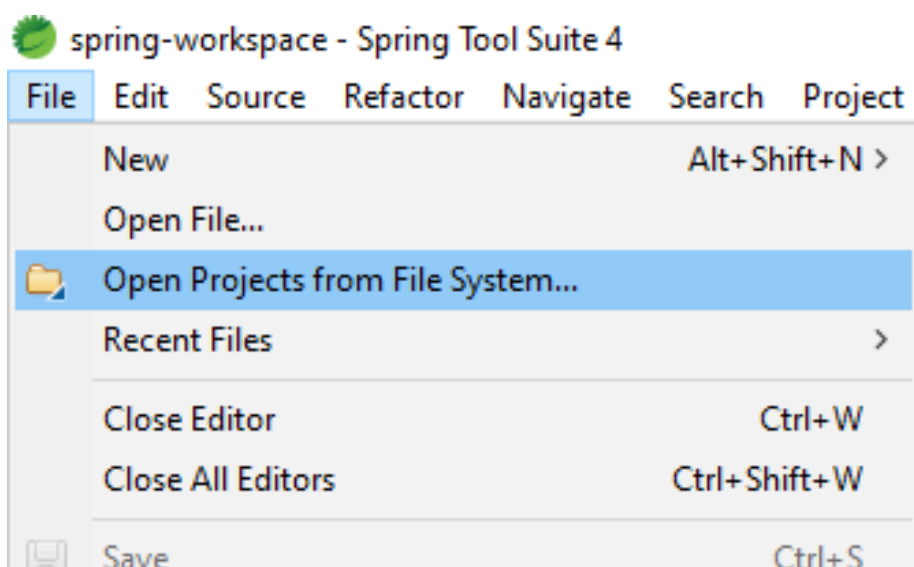 spring-workspace - Spring Tool Suite 4
File Edit Source Refactor Navigate Search Project
New Alt+Shift+N >
Open File...
Open Projects from File System...
Recent Files >
Close Editor Ctrl+W
Close All Editors Ctrl+Shift+W
Save Ctrl+S